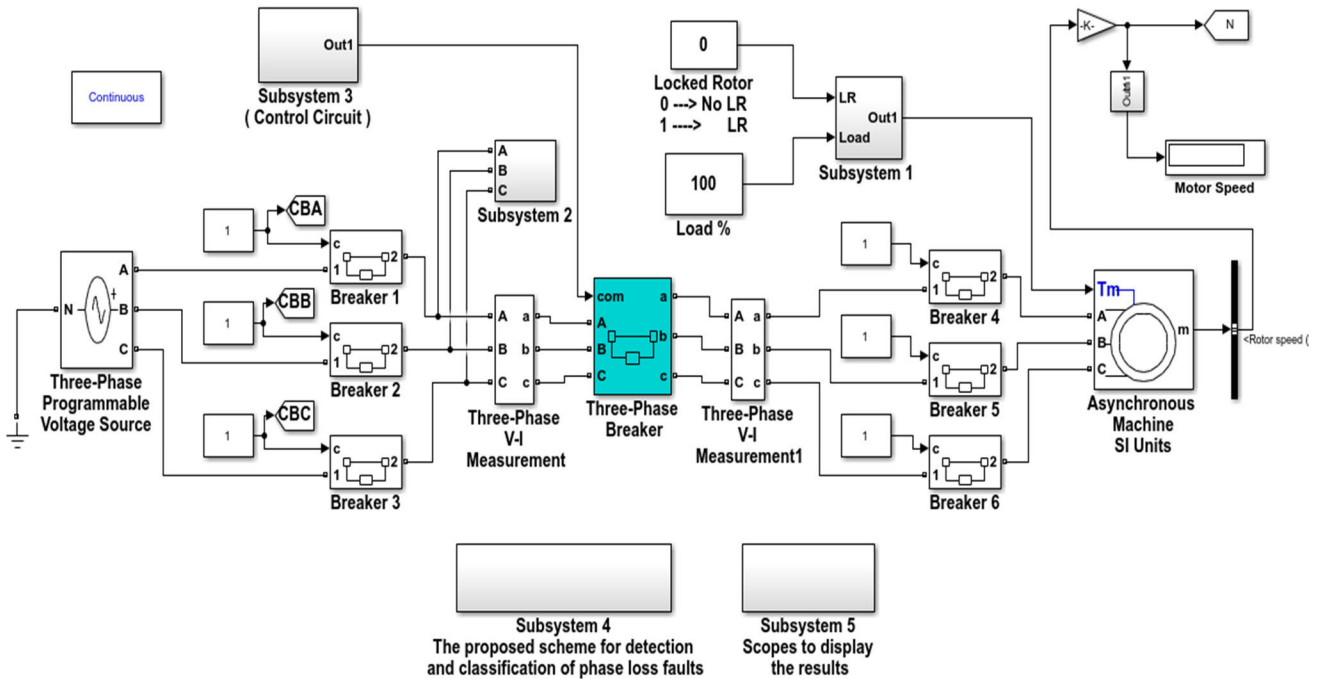 Continuous
Out1
Subsystem 3
( Control Circuit )
0
Locked Rotor
0 ---> No LR
1 ----> LR
100
Load %
LR
Load
Out1
Subsystem 1
-K-
N
Out1
Motor Speed
A
B
C
Subsystem 2
N
A
B
C
Three-Phase
Programmable
Voltage Source
1
CBA
c
1
2
Breaker 1
1
CBB
c
1
2
Breaker 2
1
CBC
c
1
2
Breaker 3
A
B
C
a
b
c
Three-Phase
V-I
Measurement
com
A
B
C
a
b
c
Three-Phase
Breaker
A
B
C
a
b
c
Three-Phase
V-I
Measurement1
1
c
1
2
Breaker 4
1
c
1
2
Breaker 5
1
c
1
2
Breaker 6
Tm
A
B
C
m
Asynchronous
Machine
SI Units
<Rotor speed (
Subsystem 4
The proposed scheme for detection
and classification of phase loss faults
Subsystem 5
Scopes to display
the results